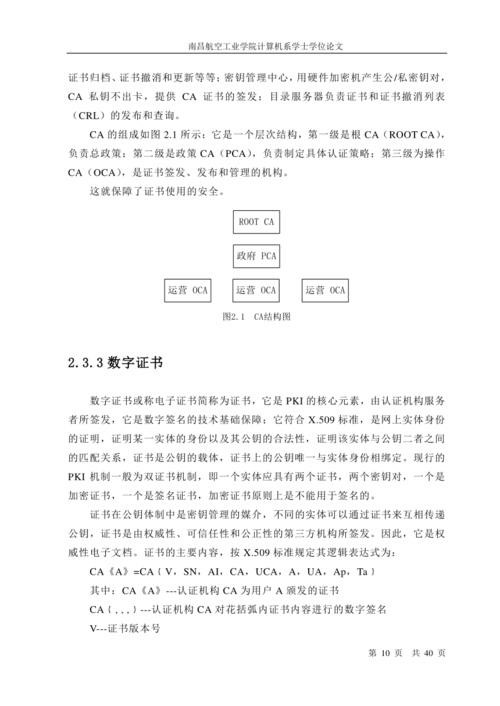 南昌航空工业学院计算机系学士学位论文
证书归档、证书撤消和更新等等；密钥管理中心，用硬件加密机产生公/私密钥对，
CA 私钥不出卡，提供 CA 证书的签发；目录服务器负责证书和证书撤消列表
（CRL）的发布和查询。
CA 的组成如图 2.1 所示：它是一个层次结构，第一级是根 CA（ROOT CA），
负责总政策；第二级是政策 CA（PCA），负责制定具体认证策略；第三级为操作
CA（OCA），是证书签发、发布和管理的机构。
这就保障了证书使用的安全。
ROOT CA
政府 PCA
运营 OCA 运营 OCA 运营 OCA
图2.1 CA结构图
2.3.3 数字证书
数字证书或称电子证书简称为证书，它是 PKI 的核心元素，由认证机构服务
者所签发，它是数字签名的技术基础保障；它符合 X.509 标准，是网上实体身份
的证明，证明某一实体的身份以及其公钥的合法性，证明该实体与公钥二者之间
的匹配关系，证书是公钥的载体，证书上的公钥唯一与实体身份相绑定。现行的
PKI 机制一般为双证书机制，即一个实体应具有两个证书，两个密钥对，一个是
加密证书，一个是签名证书，加密证书原则上是不能用于签名的。
证书在公钥体制中是密钥管理的媒介，不同的实体可以通过证书来互相传递
公钥，证书是由权威性、可信任性和公正性的第三方机构所签发。因此，它是权
威性电子文档。证书的主要内容，按 X.509 标准规定其逻辑表达式为：
CA《A》=CA﹛V，SN，AI，CA，UCA，A，UA，Ap，Ta﹜
其中：CA《A》---认证机构 CA 为用户 A 颁发的证书
CA﹛, , , ﹜---认证机构 CA 对花括弧内证书内容进行的数字签名
V---证书版本号
第 10 页 共 40 页